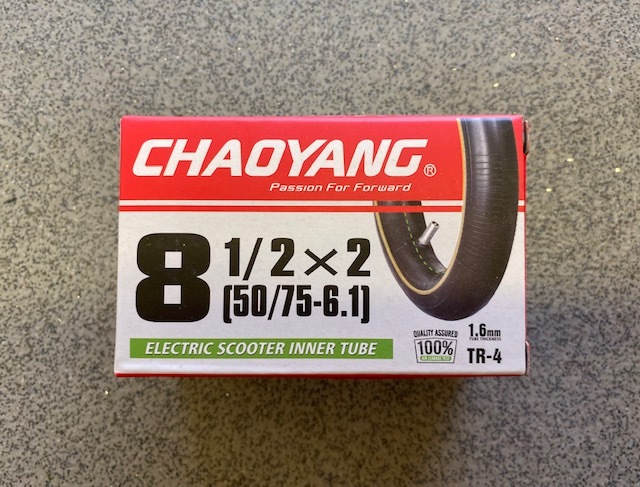 CHAOYANG®
Passion For Forward
8 1/2×2
(50/75-6.1)
ELECTRIC SCOOTER INNER TUBE
QUALITY ASSURED
100%
1.6mm
TUBE THICKNESS
TR-4